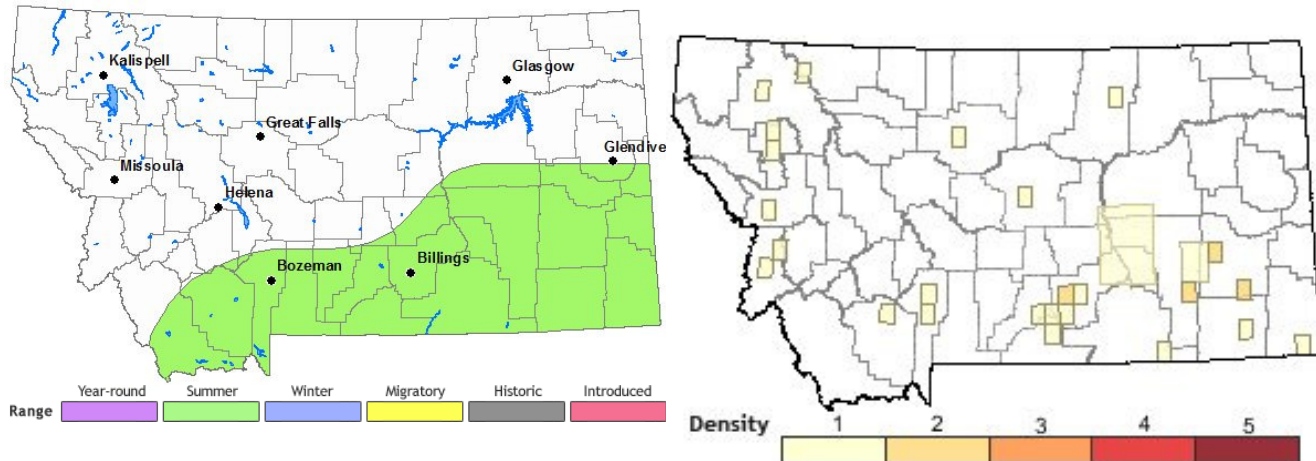 Kalispell
Glasgow
Great Falls
Glendive
Missoula
Helena
Bozeman
Billings
Year-round Summer Winter Migratory Historic Introduced
Range
Density 1 2 3 4 5